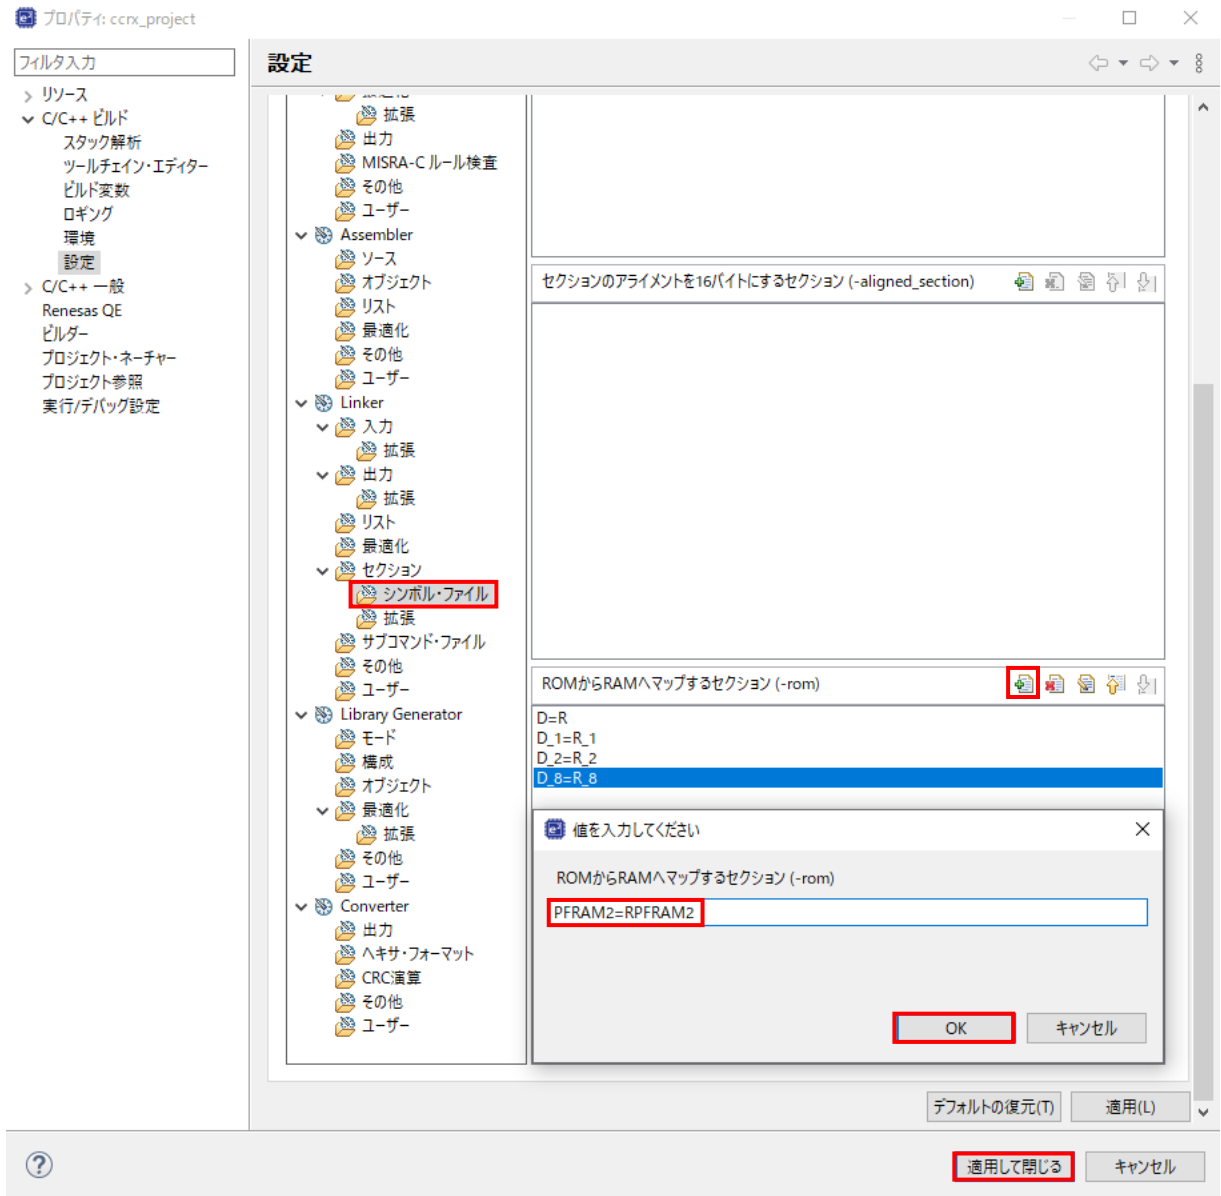 プロパティ: ccrx_project
フィルタ入力
設定
リソース
C/C++ ビルド
スタック解析
ツールチェイン・エディター
ビルド変数
ロギング
環境
設定
C/C++ 一般
Renesas QE
ビルダー
プロジェクト・ネーチャー
プロジェクト参照
実行/デバッグ設定
拡張
出力
MISRA-C ルール検査
その他
ユーザー
Assembler
ソース
オブジェクト
リスト
最適化
その他
ユーザー
Linker
入力
拡張
出力
拡張
リスト
最適化
セクション
シンボル・ファイル
拡張
サブコマンド・ファイル
その他
ユーザー
Library Generator
モード
構成
オブジェクト
最適化
拡張
その他
ユーザー
Converter
出力
ヘキサ・フォーマット
CRC演算
その他
ユーザー
セクションのアライメントを16バイトにするセクション (-aligned_section)
ROMからRAMへマップするセクション (-rom)
D=R
D_1=R_1
D_2=R_2
D_8=R_8
値を入力してください
ROMからRAMへマップするセクション (-rom)
PFRAM2=RPFRAM2
OK
キャンセル
デフォルトの復元(T)
適用(L)
適用して閉じる
キャンセル